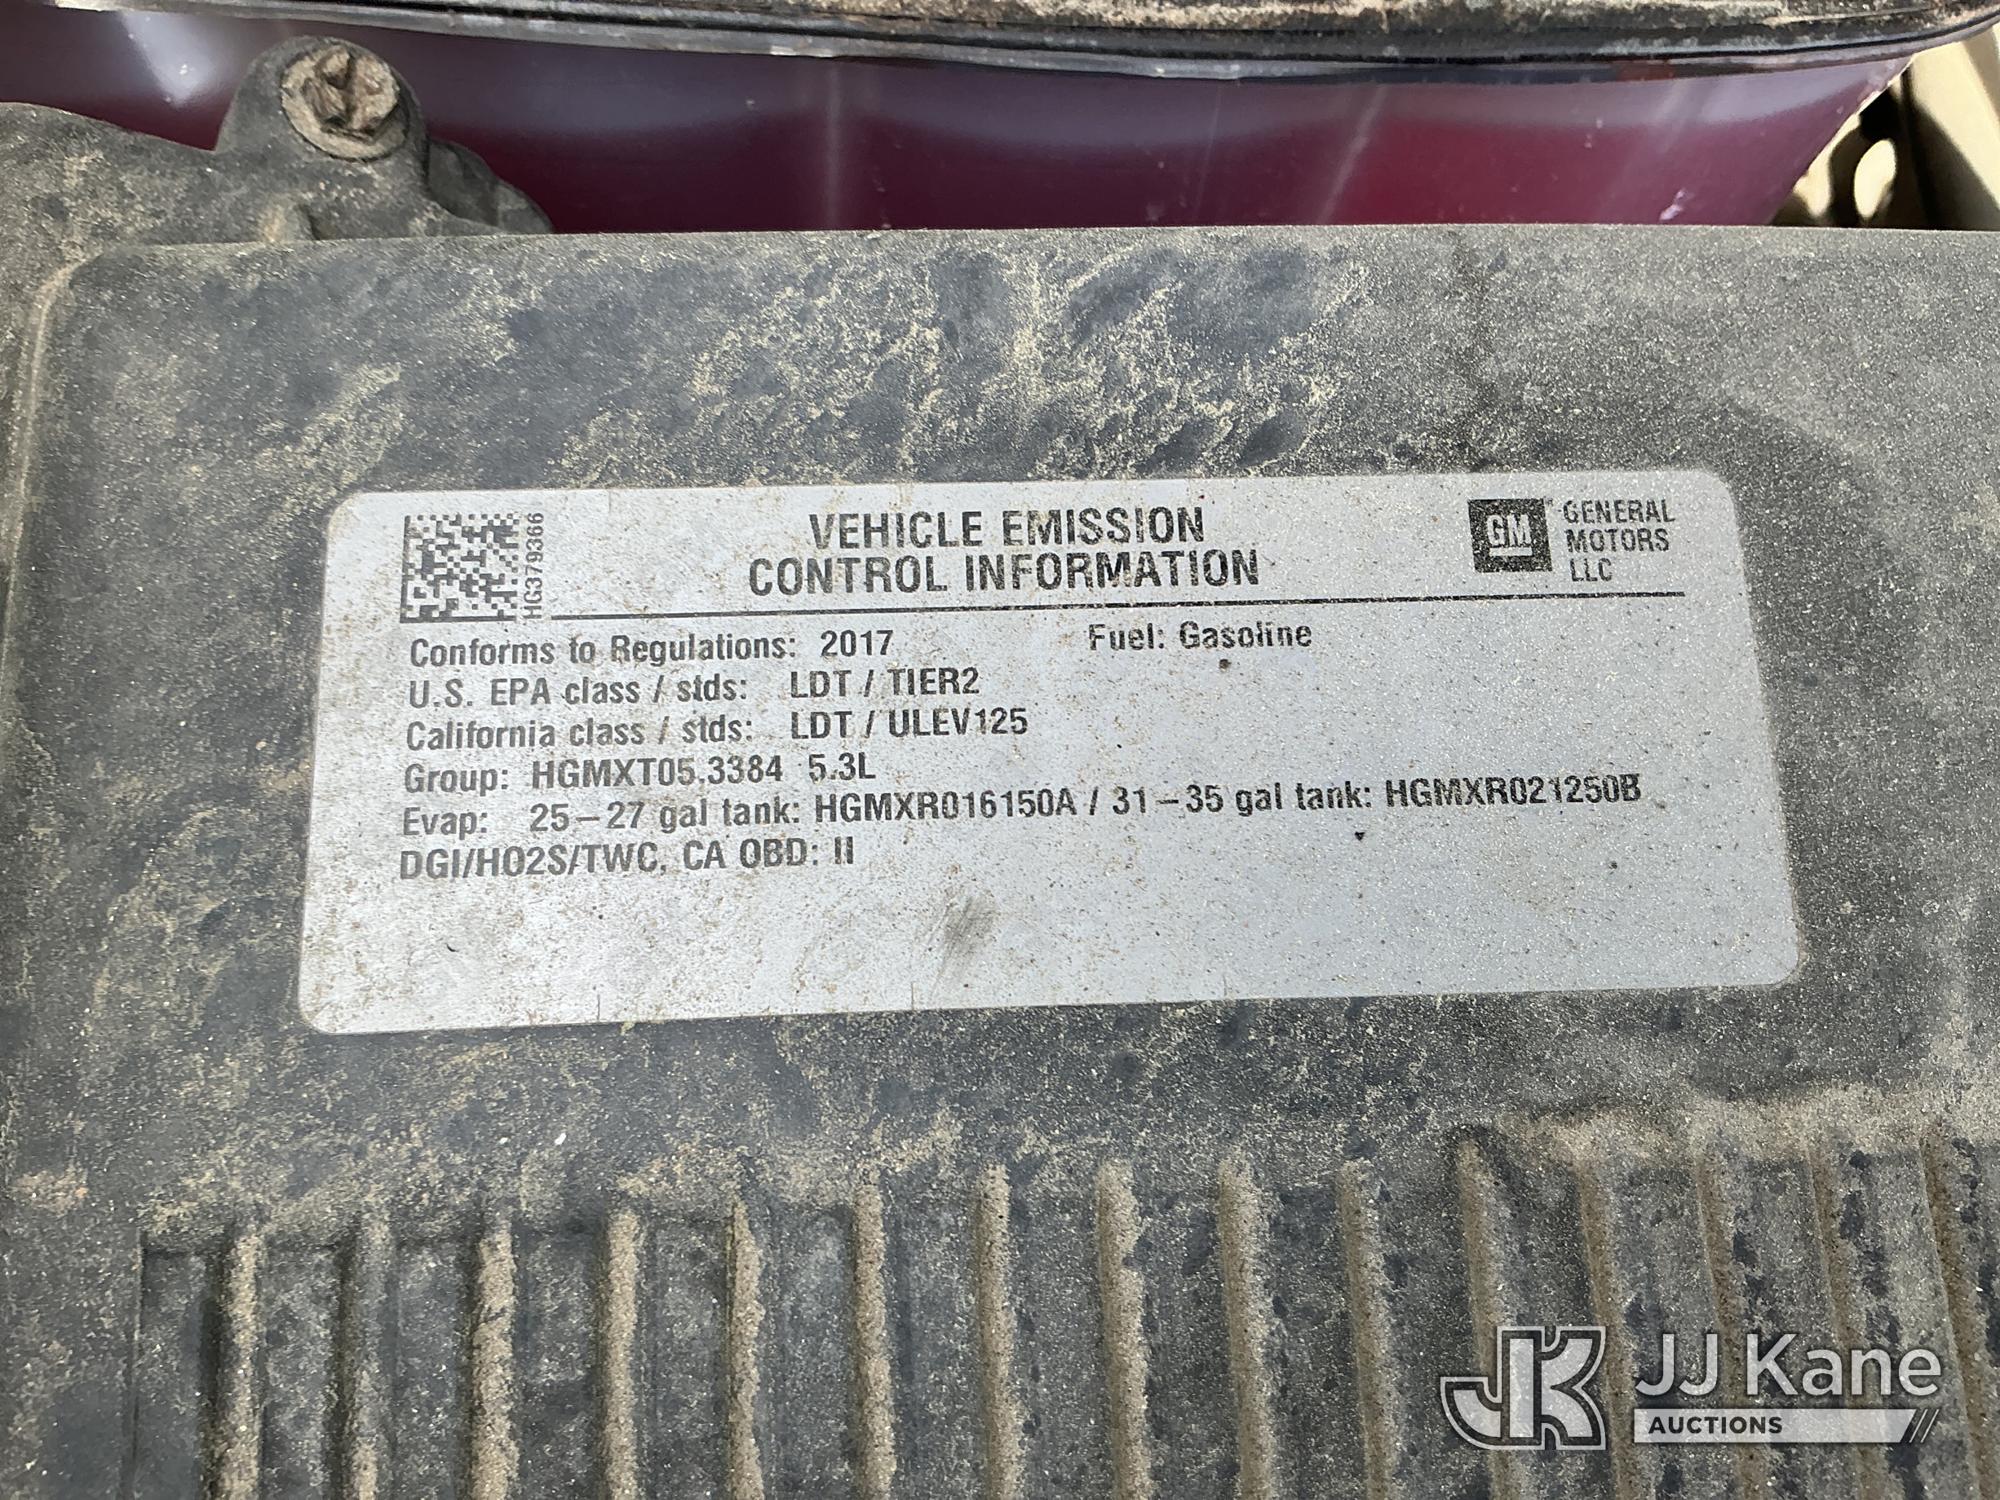 HG379366
VEHICLE EMISSION
CONTROL INFORMATION
GM
GENERAL
MOTORS
LLC
Conforms to Regulations: 2017 Fuel: Gasoline
U.S. EPA class / stds: LDT / TIER2
California class / stds: LDT / ULEV125
Group: HGMXT05.3384 5.3L
Evap: 25-27 gal tank: HGMXR016150A / 31-35 gal tank: HGMXR021250B
DGI/HO2S/TWC, CA OBD: II
JK JJ Kane
AUCTIONS